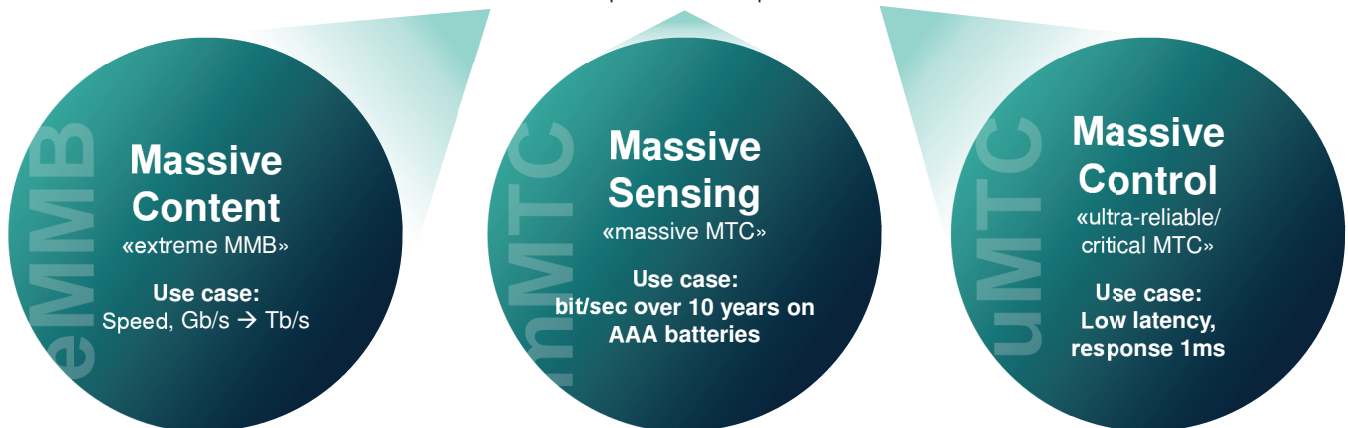 eMMB
Massive
Content
«extreme MMB»
Use case:
Speed, Gb/s → Tb/s
mMTC
Massive
Sensing
«massive MTC»
Use case:
bit/sec over 10 years on
AAA batteries
uMTC
Massive
Control
«ultra-reliable/
critical MTC»
Use case:
Low latency,
response 1ms